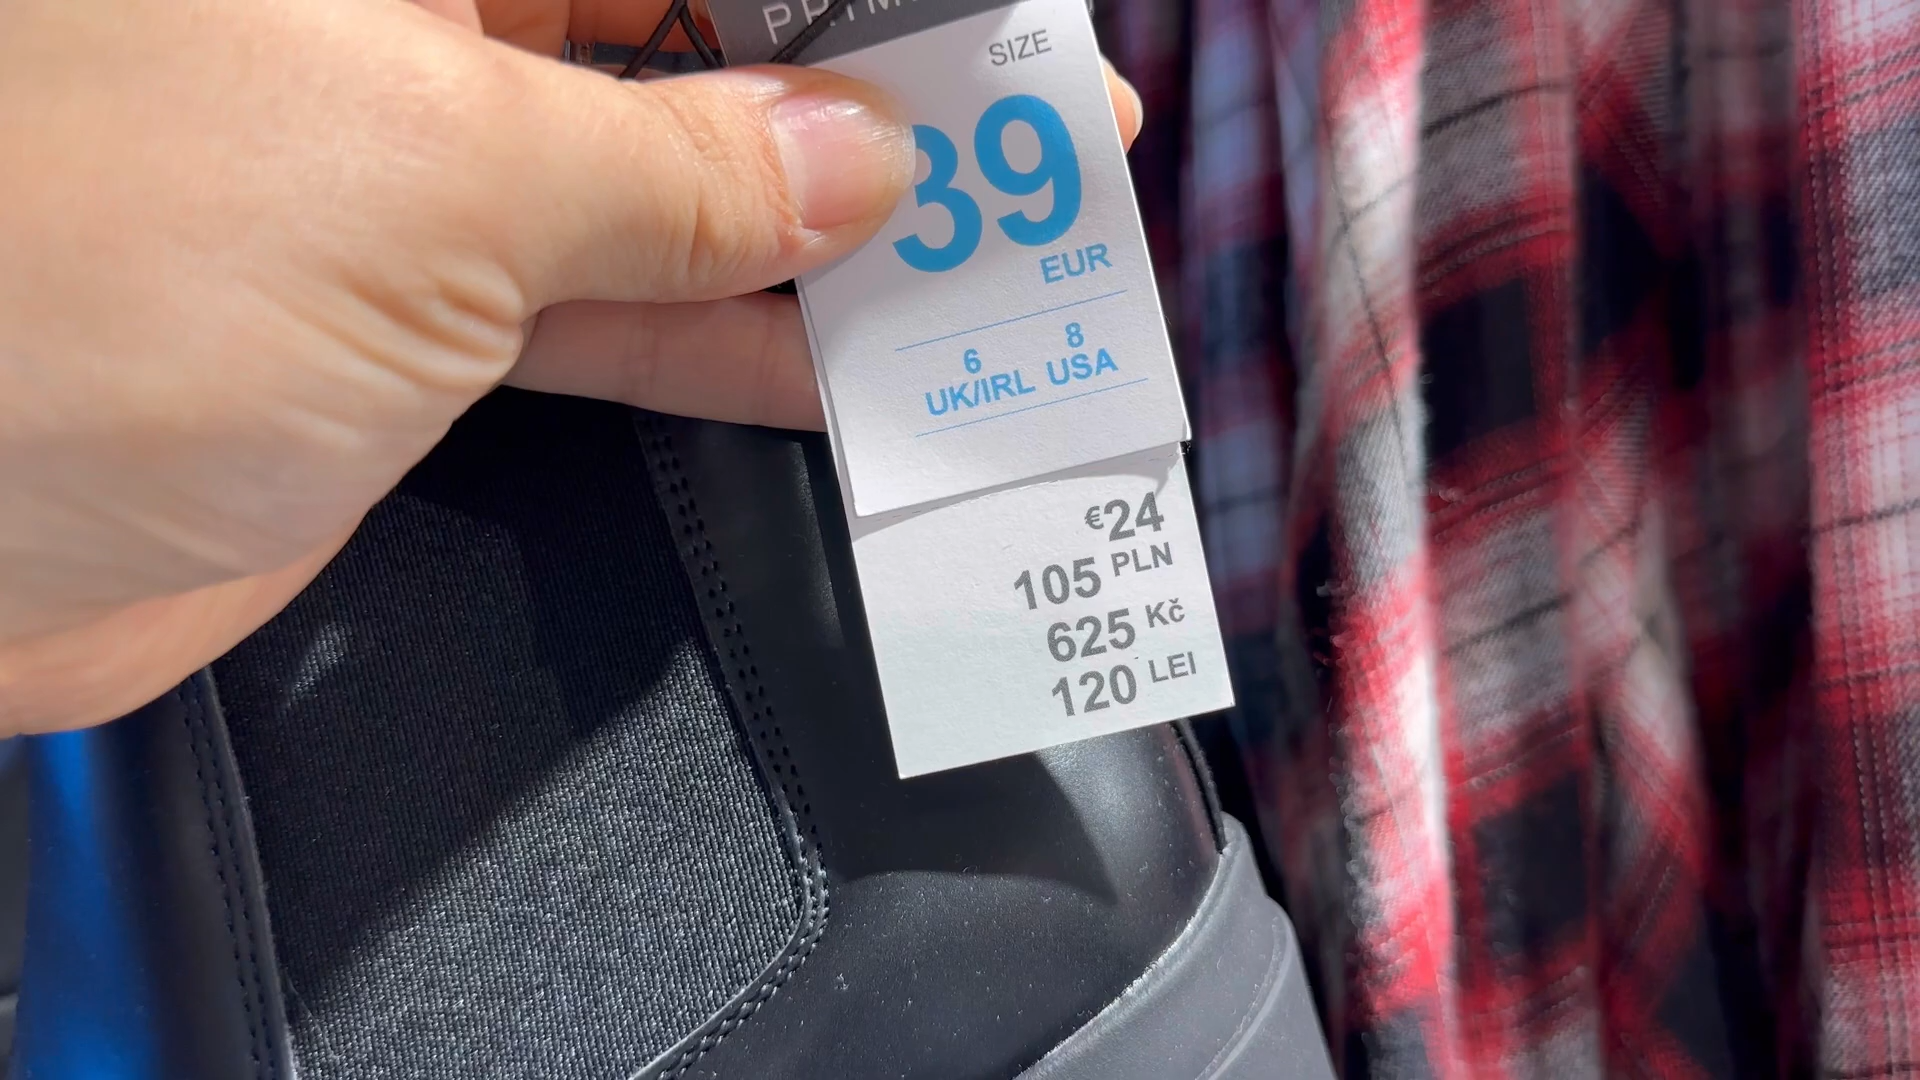 SIZE
39
EUR
6 8
UK/IRL USA
€24
105 PLN
625 Kč
120 LEI